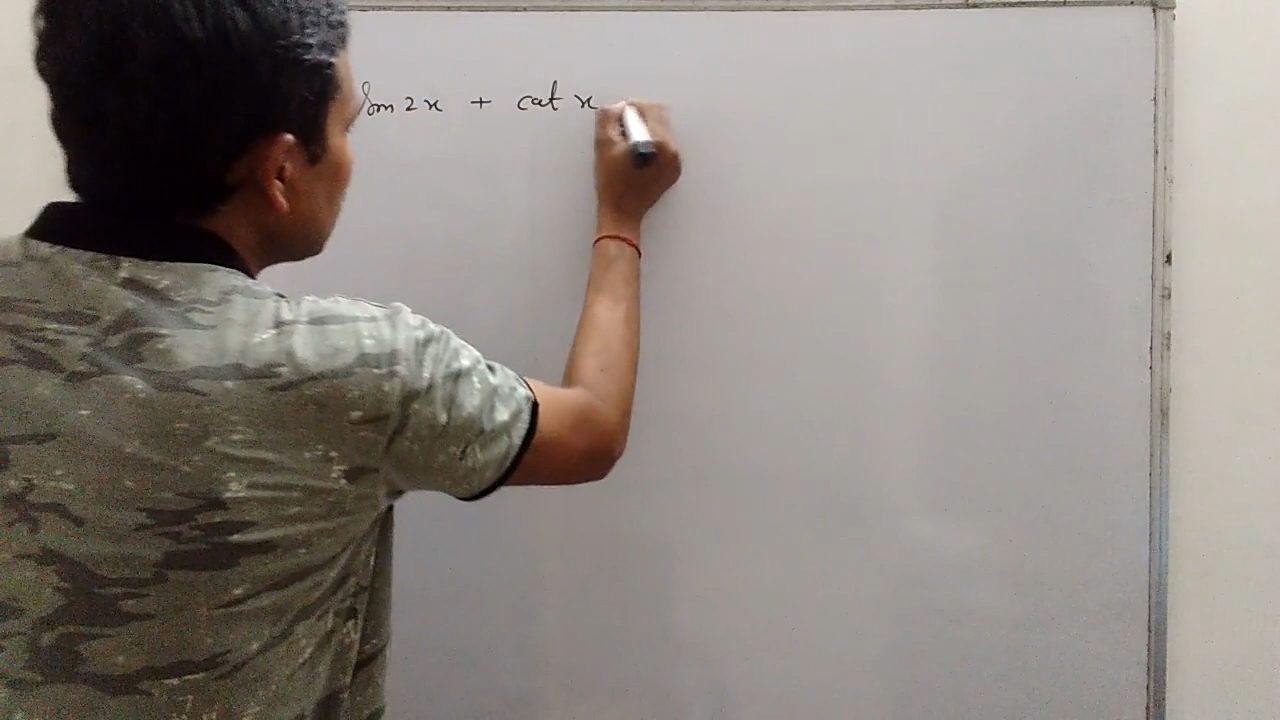 sin 2x + cot x